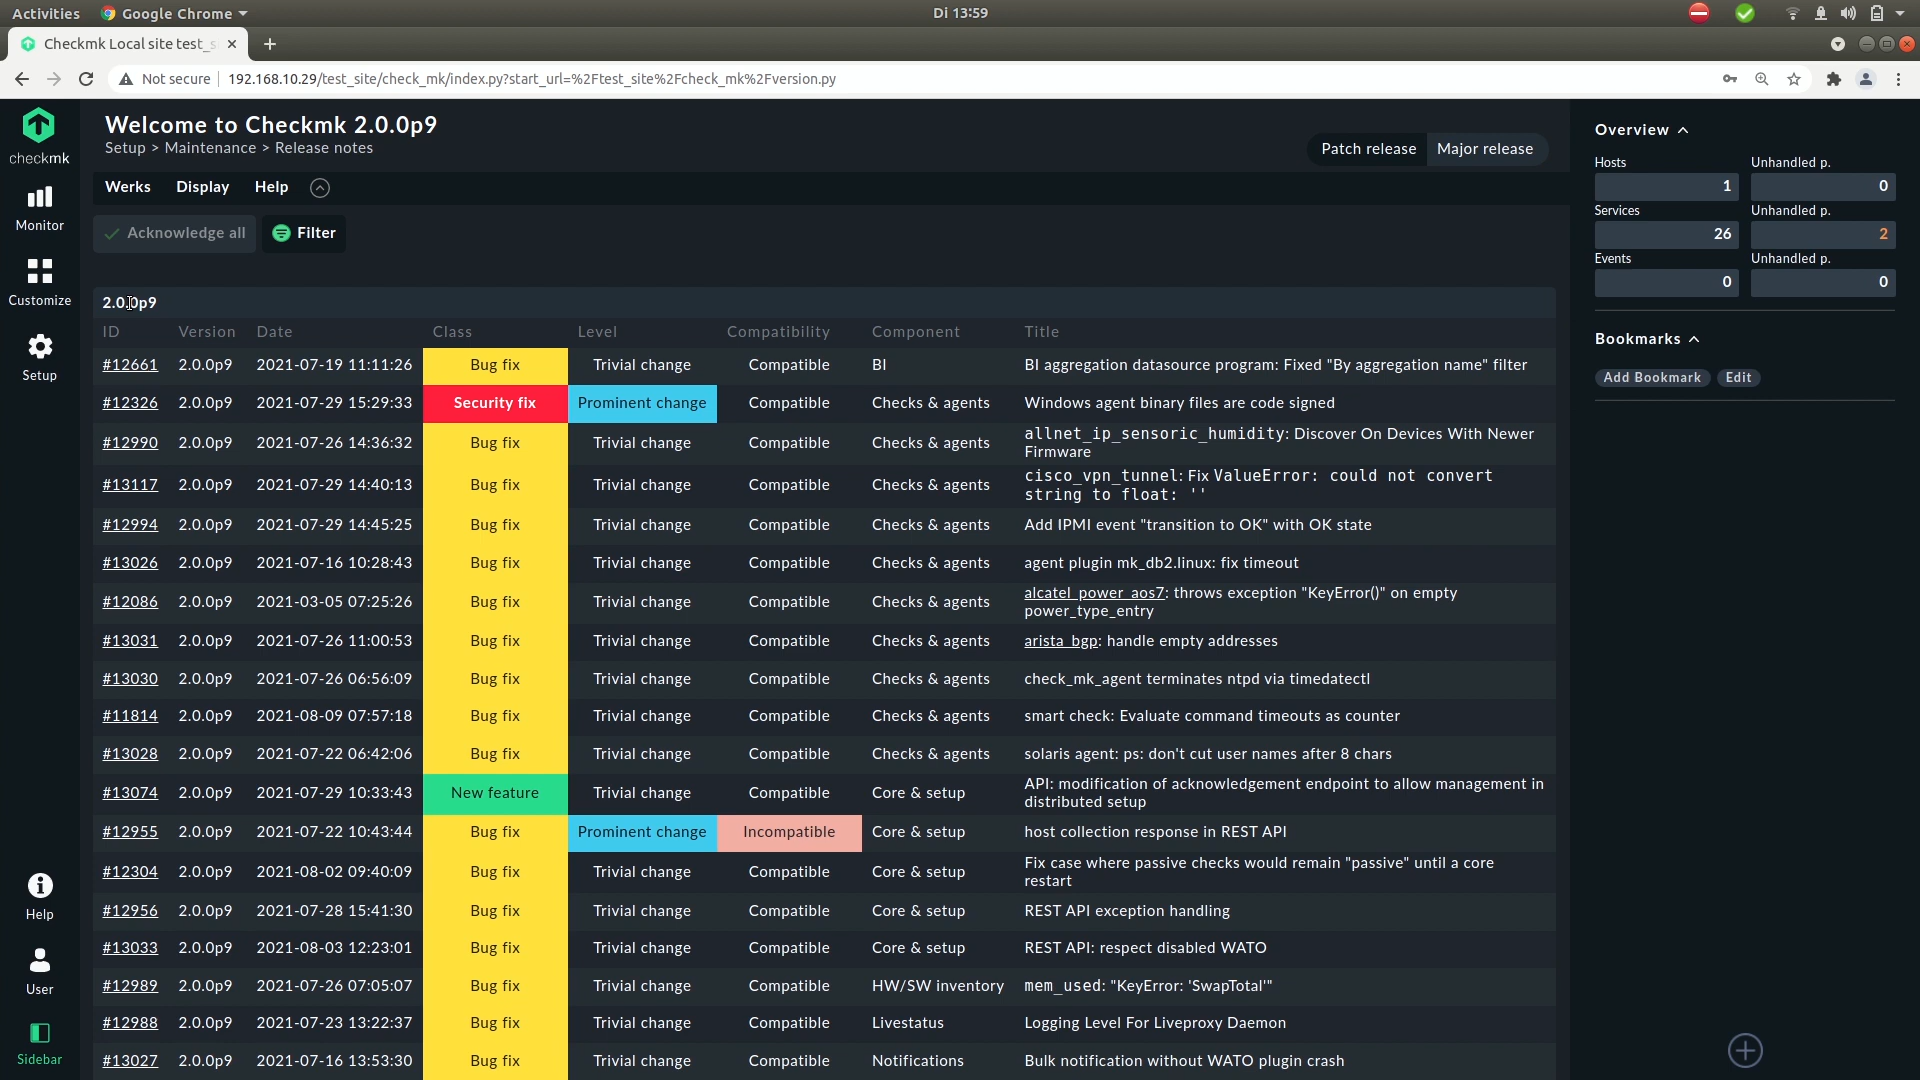 Activities Google Chrome Di 13:59
Checkmk Local site test_s
Not secure 192.168.10.29/test_site/check_mk/index.py?start_url=%2Ftest_site%2Fcheck_mk%2Fversion.py
checkmk
Monitor
Customize
Setup
Help
User
Sidebar
Welcome to Checkmk 2.0.0p9
Setup > Maintenance > Release notes
Patch release Major release
Werks Display Help
Acknowledge all Filter
2.0.0p9
ID Version Date Class Level Compatibility Component Title
#12661 2.0.0p9 2021-07-19 11:11:26 Bug fix Trivial change Compatible BI BI aggregation datasource program: Fixed "By aggregation name" filter
#12326 2.0.0p9 2021-07-29 15:29:33 Security fix Prominent change Compatible Checks & agents Windows agent binary files are code signed
#12990 2.0.0p9 2021-07-26 14:36:32 Bug fix Trivial change Compatible Checks & agents allnet_ip_sensoric_humidity: Discover On Devices With Newer
Firmware
#13117 2.0.0p9 2021-07-29 14:40:13 Bug fix Trivial change Compatible Checks & agents cisco_vpn_tunnel: Fix ValueError: could not convert
string to float: ''
#12994 2.0.0p9 2021-07-29 14:45:25 Bug fix Trivial change Compatible Checks & agents Add IPMI event "transition to OK" with OK state
#13026 2.0.0p9 2021-07-16 10:28:43 Bug fix Trivial change Compatible Checks & agents agent plugin mk_db2.linux: fix timeout
#12086 2.0.0p9 2021-03-05 07:25:26 Bug fix Trivial change Compatible Checks & agents alcatel_power_aos7: throws exception "KeyError()" on empty
power_type_entry
#13031 2.0.0p9 2021-07-26 11:00:53 Bug fix Trivial change Compatible Checks & agents arista_bgp: handle empty addresses
#13030 2.0.0p9 2021-07-26 06:56:09 Bug fix Trivial change Compatible Checks & agents check_mk_agent terminates ntpd via timedatectl
#11814 2.0.0p9 2021-08-09 07:57:18 Bug fix Trivial change Compatible Checks & agents smart check: Evaluate command timeouts as counter
#13028 2.0.0p9 2021-07-22 06:42:06 Bug fix Trivial change Compatible Checks & agents solaris agent: ps: don't cut user names after 8 chars
#13074 2.0.0p9 2021-07-29 10:33:43 New feature Trivial change Compatible Core & setup API: modification of acknowledgement endpoint to allow management in
distributed setup
#12955 2.0.0p9 2021-07-22 10:43:44 Bug fix Prominent change Incompatible Core & setup host collection response in REST API
#12304 2.0.0p9 2021-08-02 09:40:09 Bug fix Trivial change Compatible Core & setup Fix case where passive checks would remain "passive" until a core
restart
#12956 2.0.0p9 2021-07-28 15:41:30 Bug fix Trivial change Compatible Core & setup REST API exception handling
#13033 2.0.0p9 2021-08-03 12:23:01 Bug fix Trivial change Compatible Core & setup REST API: respect disabled WATO
#12989 2.0.0p9 2021-07-26 07:05:07 Bug fix Trivial change Compatible HW/SW inventory mem_used: "KeyError: 'SwapTotal'"
#12988 2.0.0p9 2021-07-23 13:22:37 Bug fix Trivial change Compatible Livestatus Logging Level For Liveproxy Daemon
#13027 2.0.0p9 2021-07-16 13:53:30 Bug fix Trivial change Compatible Notifications Bulk notification without WATO plugin crash
Overview
Hosts Unhandled p.
1 0
Services Unhandled p.
26 2
Events Unhandled p.
0 0
Bookmarks
Add Bookmark Edit